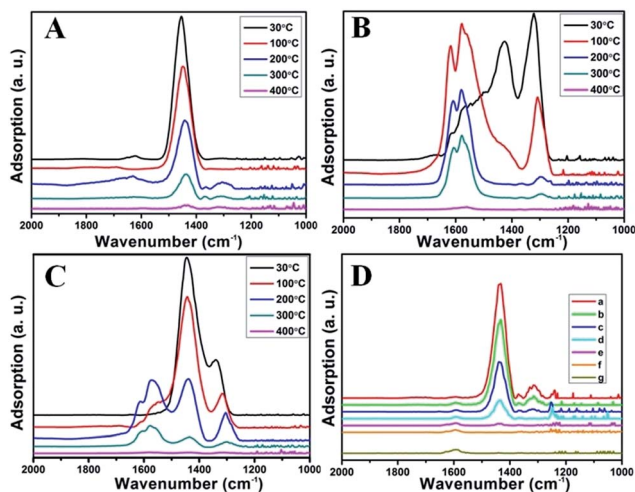 A
30°C
100°C
200°C
300°C
400°C
Adsorption (a. u.)
2000 1800 1600 1400 1200 1000
Wavenumber (cm-1)
B
30°C
100°C
200°C
300°C
400°C
Adsorption (a. u.)
2000 1800 1600 1400 1200 1000
Wavenumber (cm-1)
C
30°C
100°C
200°C
300°C
400°C
Adsorption (a. u.)
2000 1800 1600 1400 1200 1000
Wavenumber (cm-1)
D
a
b
c
d
e
f
g
Adsorption (a. u.)
2000 1800 1600 1400 1200 1000
Wavenumber (cm-1)